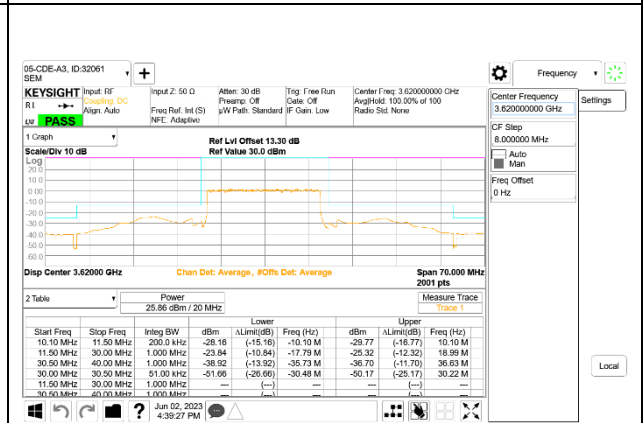 05-CDE-A3, ID:32061
SEM
Frequency
KEYSIGHT Input: RF Input Z: 50 Ω Atten: 30 dB Trig: Free Run Center Freq: 3.620000000 GHz
R L Coupling: DC Preamp: Off Gate: Off Avg|Hold: 100.00% of 100
Align: Auto Freq Ref: Int (S) µW Path: Standard IF Gain: Low Radio Std: None
NFE: Adaptive
PASS
Center Frequency
3.620000000 GHz
Settings
CF Step
8.000000 MHz
Auto
Man
Freq Offset
0 Hz
1 Graph
Ref Lvl Offset 13.30 dB
Scale/Div 10 dB Ref Value 30.0 dBm
Log
20.0
10.0
0.00
-10.0
-20.0
-30.0
-40.0
-50.0
-60.0
Disp Center 3.62000 GHz Chan Det: Average, #Offs Det: Average Span 70.000 MHz
2001 pts
2 Table Power Measure Trace
25.86 dBm / 20 MHz Trace 1
Lower Upper
Start Freq Stop Freq Integ BW dBm ΔLimit(dB) Freq (Hz) dBm ΔLimit(dB) Freq (Hz)
10.10 MHz 11.50 MHz 200.0 kHz -28.16 (-15.16) -10.10 M -29.77 (-16.77) 10.10 M
11.50 MHz 30.00 MHz 1.000 MHz -23.84 (-10.84) -17.79 M -25.32 (-12.32) 18.99 M
30.50 MHz 40.00 MHz 1.000 MHz -38.92 (-13.92) -35.73 M -36.70 (-11.70) 36.63 M
30.00 MHz 30.50 MHz 51.00 kHz -51.66 (-26.66) -30.48 M -50.17 (-25.17) 30.22 M
11.50 MHz 30.00 MHz 1.000 MHz --- (---) --- --- (---) ---
30.50 MHz 40.00 MHz 1.000 MHz --- (---) --- --- (---) ---
Local
Jun 02, 2023
4:39:27 PM